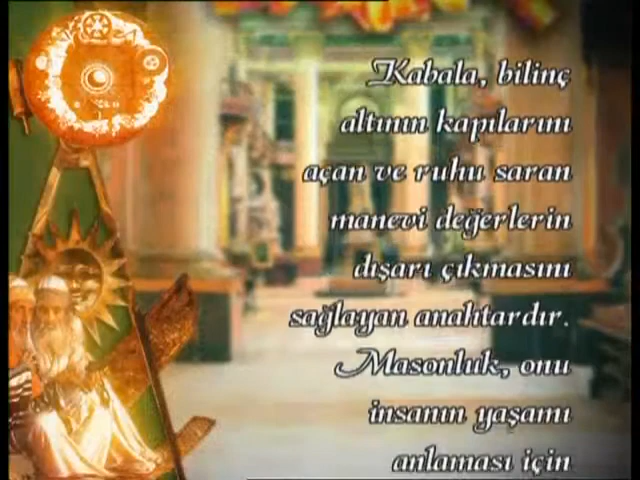 Kabala, bilinç
altının kapılarını
açan ve ruhu saran
manevi değerlerin
dışarı çıkmasını
sağlayan anahtardır.
Masonluk, onu
insanın yaşamı
anlaması için